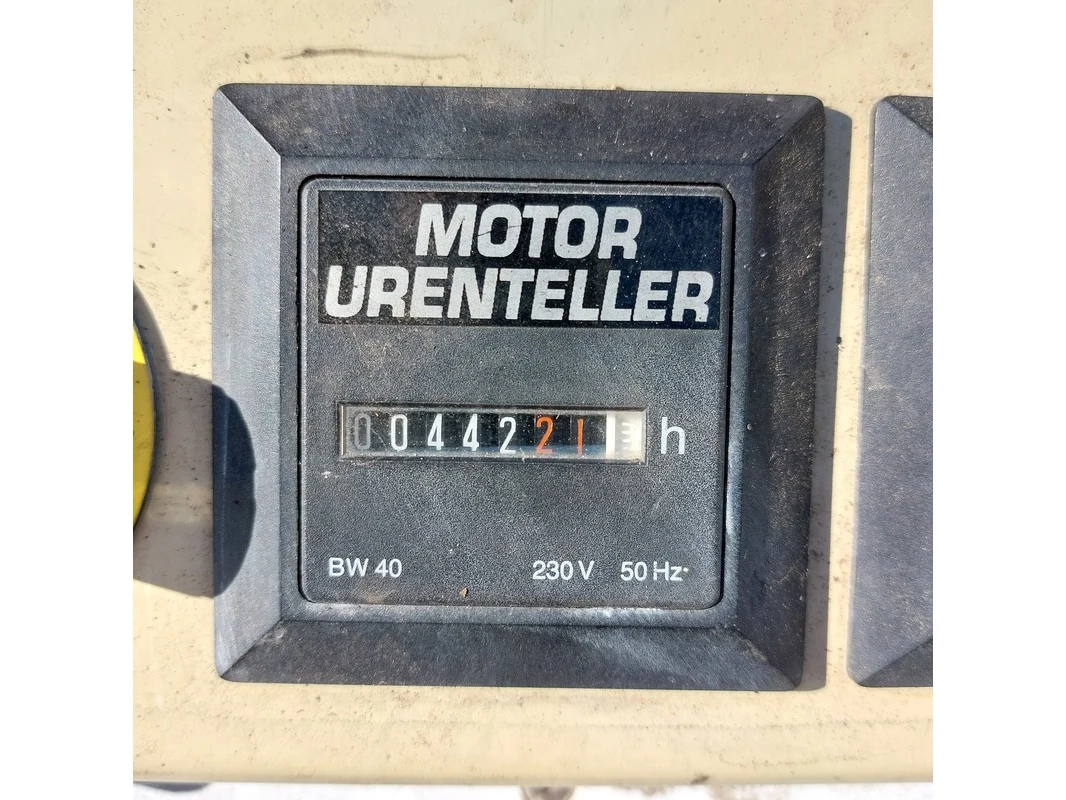 MOTOR
URENTELLER
0044221 h
BW 40 230 V 50 Hz